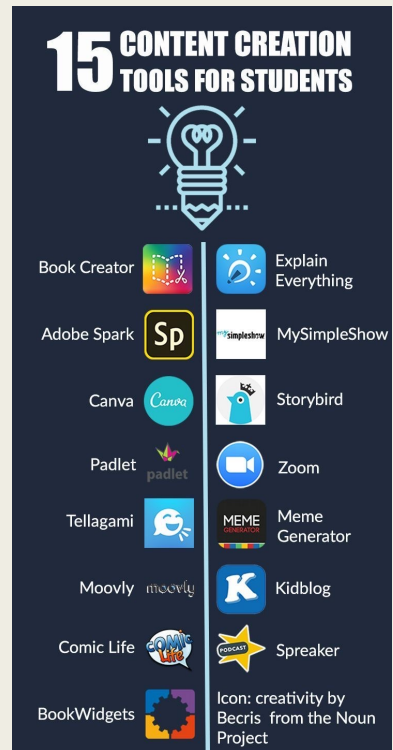 15 CONTENT CREATION
TOOLS FOR STUDENTS
Book Creator
Explain
Everything
Adobe Spark
Sp
mysimpleshow
MySimpleShow
Canva
Canva
Storybird
Padlet
padlet
Zoom
Tellagami
MEME
GENERATOR
Meme
Generator
Moovly
moovly
K
Kidblog
Comic Life
COMIC
Life
PODCAST
Spreaker
BookWidgets
Icon: creativity by
Becris from the Noun
Project